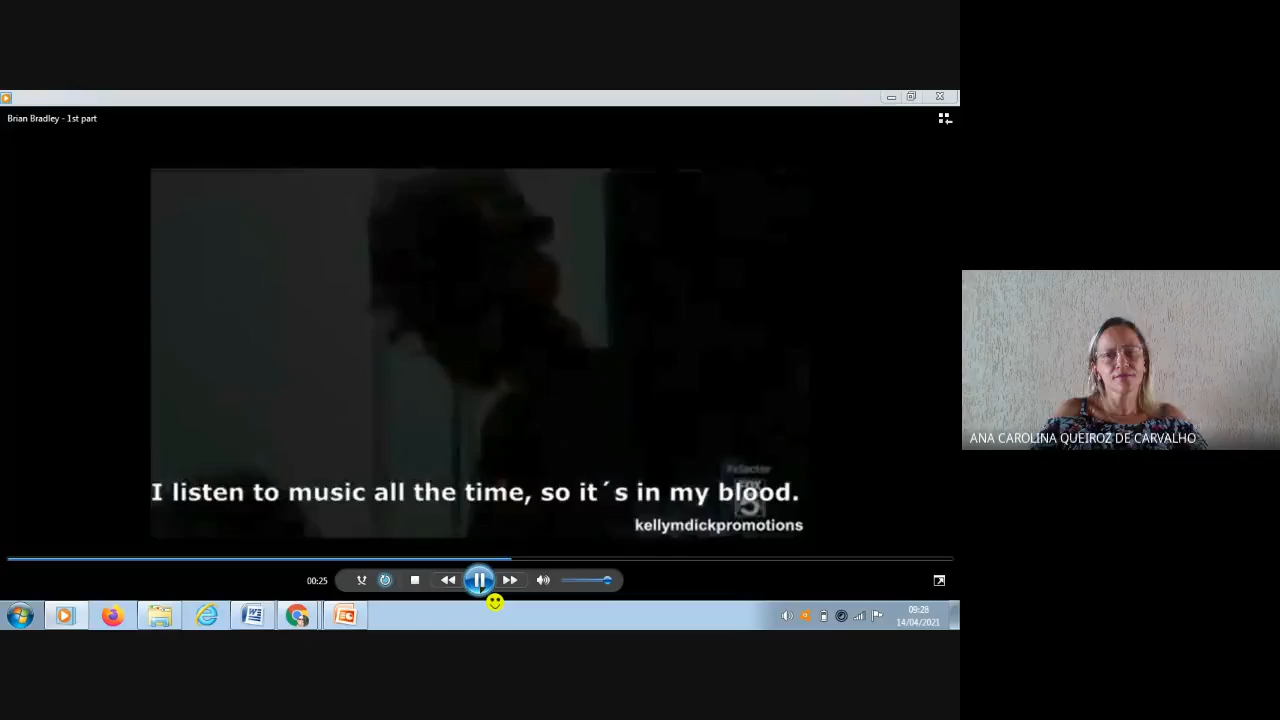 Brian Bradley - 1st part
I listen to music all the time, so it´s in my blood.
kellymdickpromotions
00:25
09:28
14/04/2021
ANA CAROLINA QUEIROZ DE CARVALHO